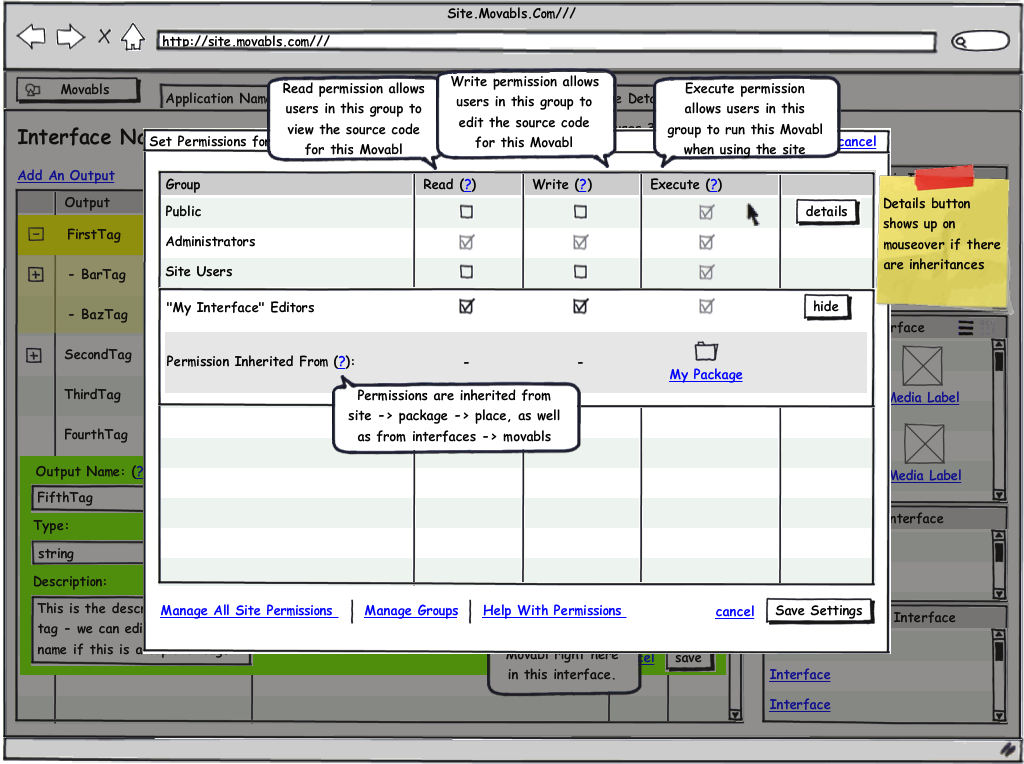 Site.Movabls.Com///
http://site.movabls.com///
Movabls
Application Nam
Read permission allows
users in this group to
view the source code
for this Movabl
Write permission allows
users in this group to
edit the source code
for this Movabl
Execute permission
allows users in this
group to run this Movabl
when using the site
Interface Na
Set Permissions for
cancel
Add An Output
Output
FirstTag
- BarTag
- BazTag
SecondTag
ThirdTag
FourthTag
Output Name: (?
FifthTag
Type:
string
Description:
This is the descr
tag - we can edi
name if this is a
Group
Read (?)
Write (?)
Execute (?)
Public
details
Administrators
Site Users
"My Interface" Editors
hide
Permission Inherited From (?):
-
-
My Package
Permissions are inherited from
site -> package -> place, as well
as from interfaces -> movabls
Manage All Site Permissions
Manage Groups
Help With Permissions
cancel
Save Settings
Details button
shows up on
mouseover if there
are inheritances
rface
Media Label
Media Label
nterface
Interface
Interface
Interface
Movabl right here
in this interface.
cel
save